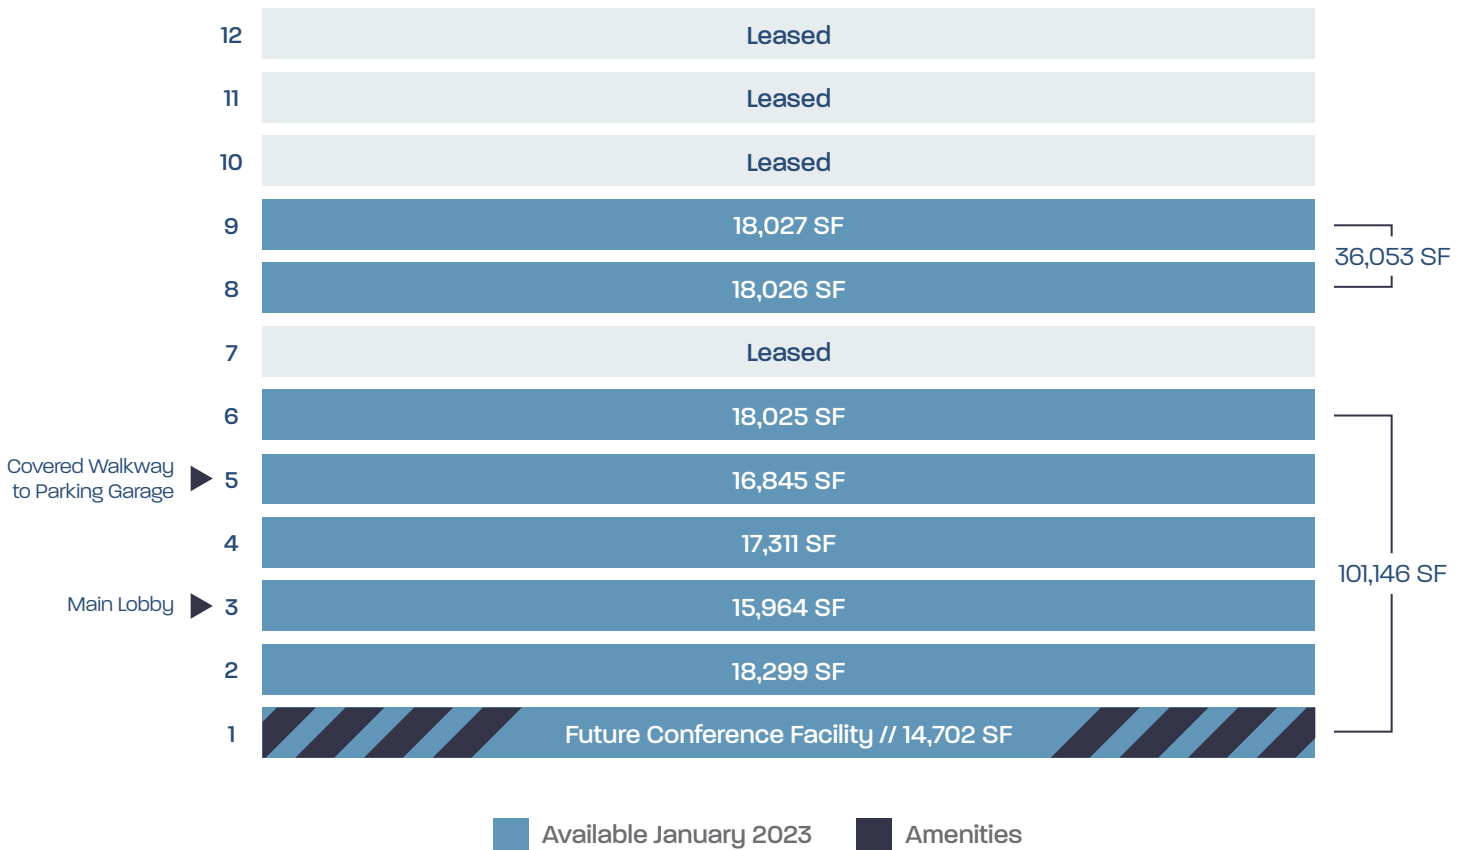 12 Leased
11 Leased
10 Leased
9 18,027 SF
36,053 SF
8 18,026 SF
7 Leased
6 18,025 SF
Covered Walkway
to Parking Garage
5 16,845 SF
4 17,311 SF
101,146 SF
Main Lobby 3 15,964 SF
2 18,299 SF
1 Future Conference Facility // 14,702 SF
Available January 2023 Amenities